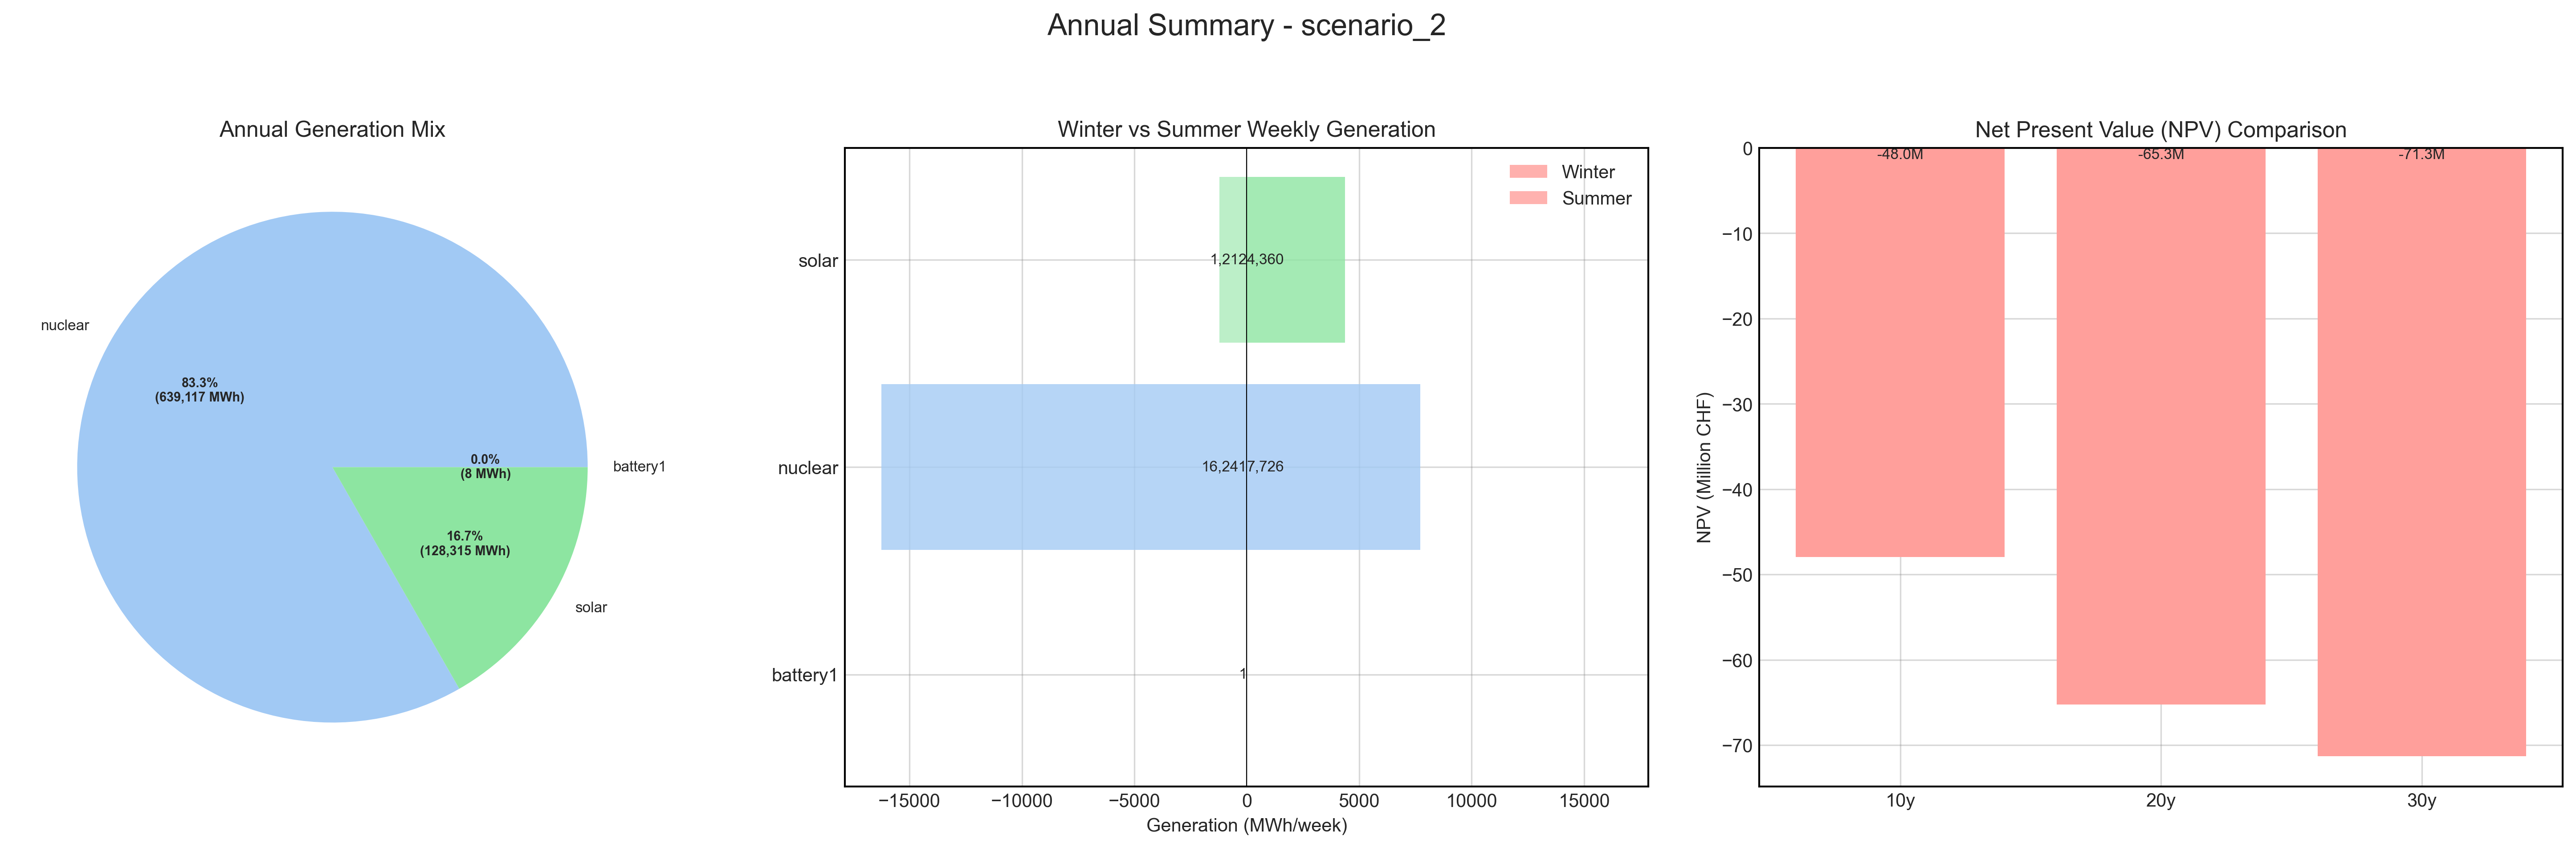 Annual Summary - scenario_2
Annual Generation Mix
nuclear
83.3%
(639,117 MWh)
0.0%
(8 MWh)
battery1
16.7%
(128,315 MWh)
solar
Winter vs Summer Weekly Generation
Winter
Summer
solar
1,2124,360
nuclear
16,2417,726
battery1
1
−15000
−10000
−5000
0
5000
10000
15000
Generation (MWh/week)
Net Present Value (NPV) Comparison
-48.0M
-65.3M
-71.3M
0
−10
−20
−30
−40
−50
−60
−70
NPV (Million CHF)
10y
20y
30y